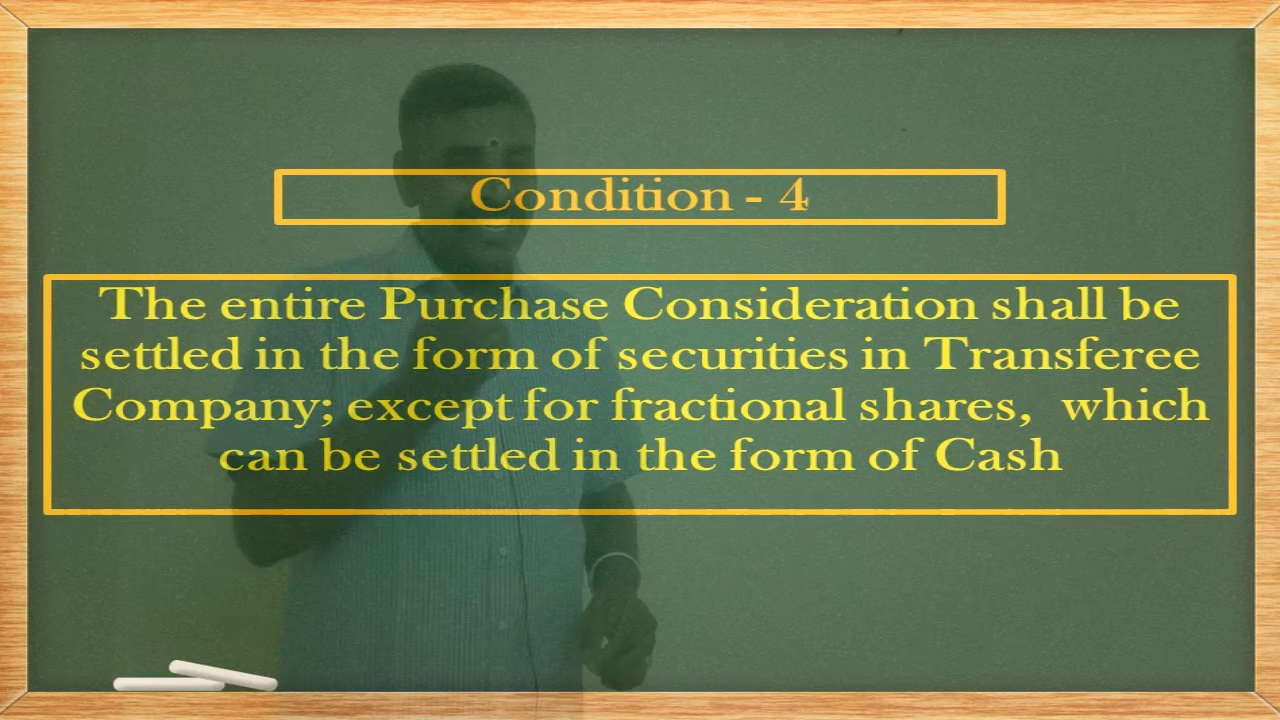 Condition - 4
The entire Purchase Consideration shall be
settled in the form of securities in Transferee
Company; except for fractional shares,  which
can be settled in the form of Cash